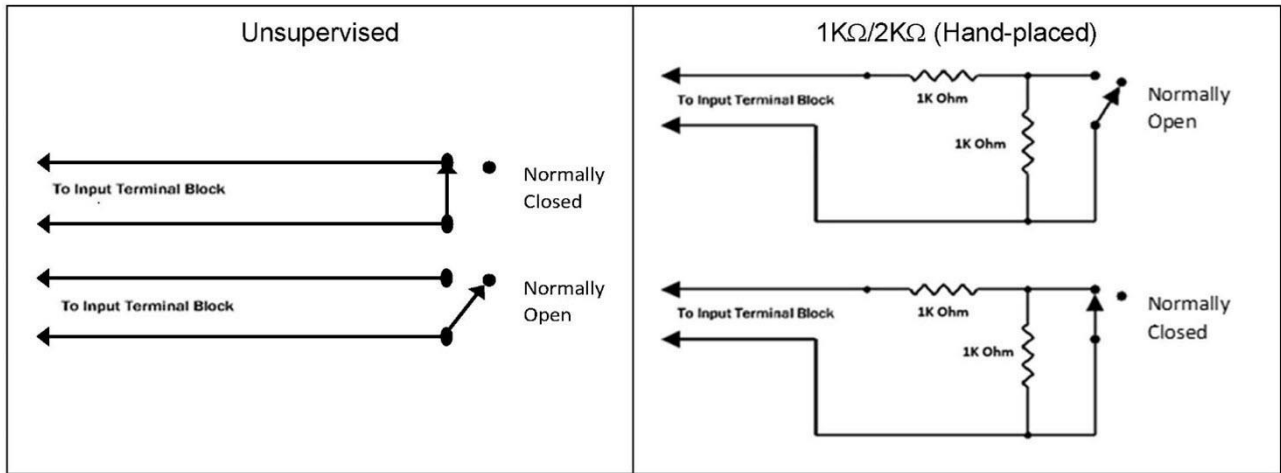 Unsupervised
To Input Terminal Block
Normally
Closed
To Input Terminal Block
Normally
Open
1KΩ/2KΩ (Hand-placed)
1K Ohm
To Input Terminal Block
1K Ohm
Normally
Open
1K Ohm
To Input Terminal Block
1K Ohm
Normally
Closed